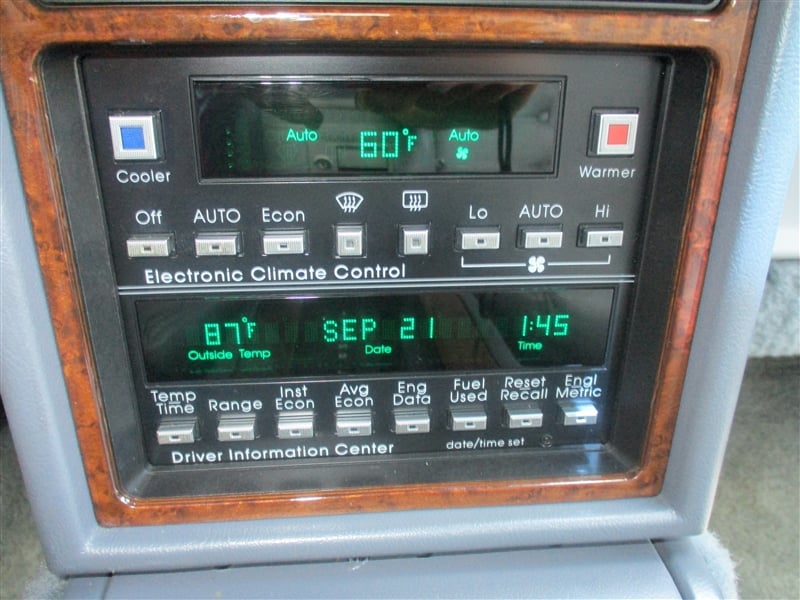 Auto 60°F Auto
Cooler
Warmer
Off AUTO Econ Lo AUTO Hi
Electronic Climate Control
87°F SEP 21 1:45
Outside Temp Date Time
Temp Time
Range
Inst Econ
Avg Econ
Eng Data
Fuel Used
Reset Recall
Engl Metric
Driver Information Center
date/time set